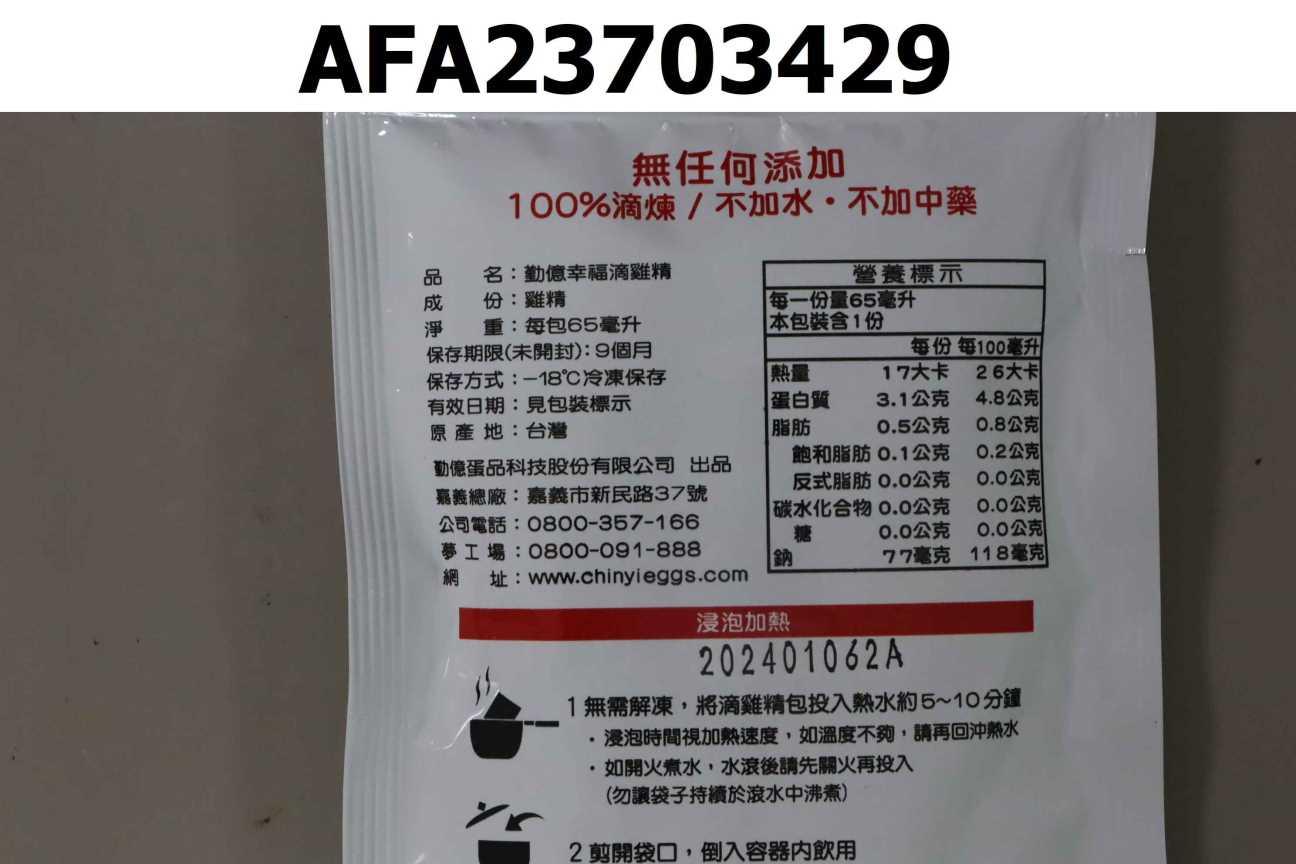 AFA23703429
無任何添加
100%滴煉 / 不加水・不加中藥
品　　名：勤億幸福滴雞精
成　　份：雞精
淨　　重：每包65毫升
保存期限(未開封)：9個月
保存方式：－18℃冷凍保存
有效日期：見包裝標示
原 產 地：台灣
勤億蛋品科技股份有限公司 出品
嘉義總廠：嘉義市新民路37號
公司電話：0800-357-166
夢 工 場：0800-091-888
網　　址：www.chinyieggs.com
營養標示
每一份量65毫升
本包裝含1份
每份 每100毫升
熱量 17大卡 26大卡
蛋白質 3.1公克 4.8公克
脂肪 0.5公克 0.8公克
飽和脂肪 0.1公克 0.2公克
反式脂肪 0.0公克 0.0公克
碳水化合物 0.0公克 0.0公克
糖 0.0公克 0.0公克
鈉 77毫克 118毫克
浸泡加熱
202401062A
1 無需解凍，將滴雞精包投入熱水約5~10分鐘
・浸泡時間視加熱速度，如溫度不夠，請再回沖熱水
・如開火煮水，水滾後請先關火再投入
(勿讓袋子持續於滾水中沸煮)
2 剪開袋口，倒入容器內飲用